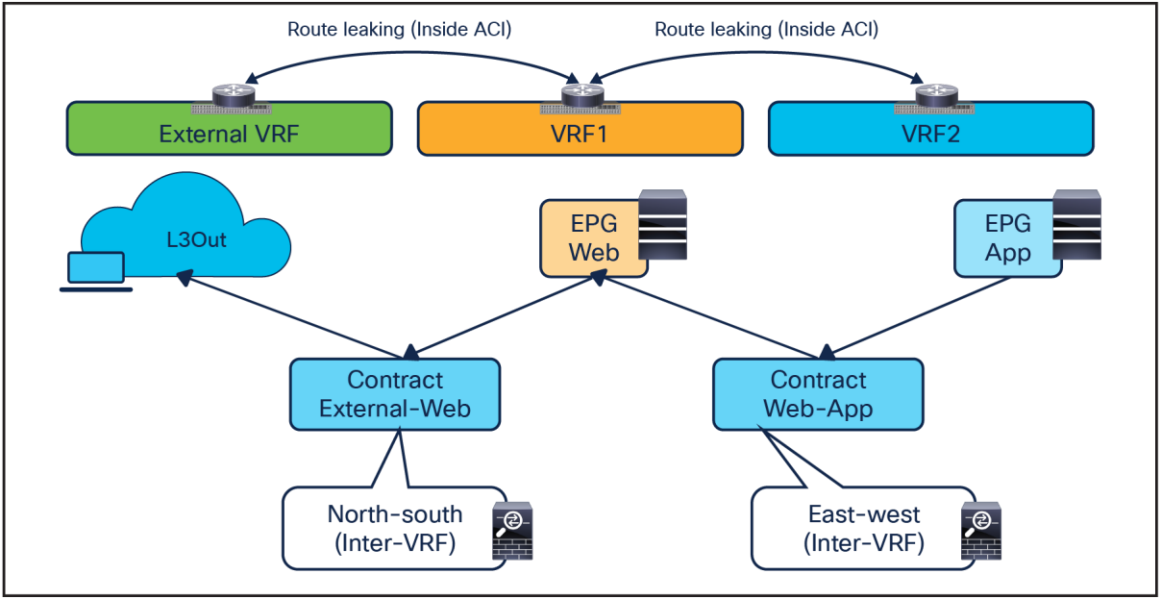 Route leaking (Inside ACI)
Route leaking (Inside ACI)
External VRF
VRF1
VRF2
L3Out
EPG
Web
EPG
App
Contract
External-Web
Contract
Web-App
North-south
(Inter-VRF)
East-west
(Inter-VRF)